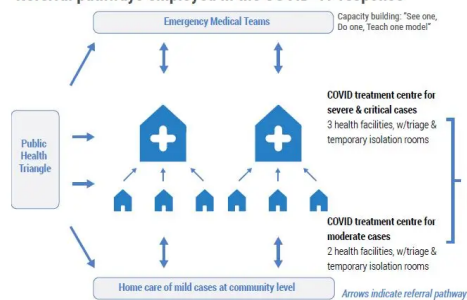 Emergency Medical Teams
Capacity building: "See one,
Do one, Teach one model"
COVID treatment centre for
severe & critical cases
3 health facilities, w/triage &
temporary isolation rooms
Public
Health
Triangle
COVID treatment centre for
moderate cases
2 health facilities, w/triage &
temporary isolation rooms
Home care of mild cases at community level
Arrows indicate referral pathway